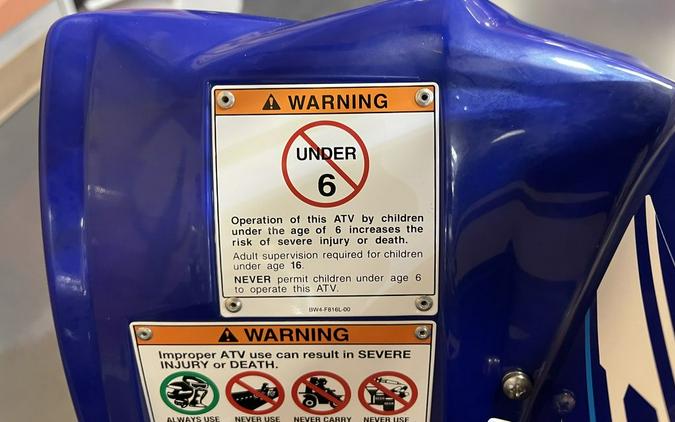 WARNING
UNDER
6
Operation of this ATV by children
under the age of 6 increases the
risk of severe injury or death.
Adult supervision required for children
under age 16.
NEVER permit children under age 6
to operate this ATV.
BW4-F816L-00
WARNING
Improper ATV use can result in SEVERE
INJURY or DEATH.
ALWAYS USE NEVER USE NEVER CARRY NEVER USE